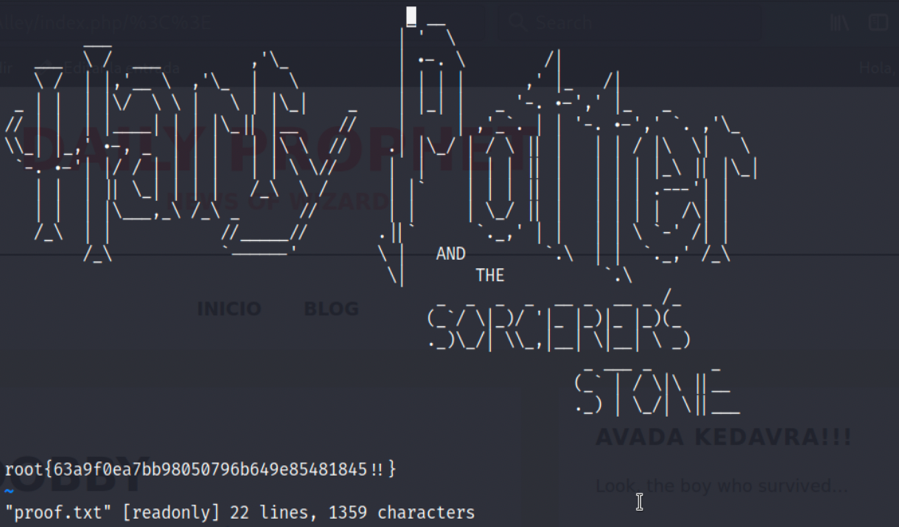 Harry Potter
AND
THE
SORCERER'S
STONE
DAILY PROPHET
OF WIZARD
INICIO BLOG
Search
Hola,
DOBBY
AVADA KEDAVRA!!!
Look, the boy who survived...
root{63a9f0ea7bb98050796b649e85481845!!}
~
"proof.txt" [readonly] 22 lines, 1359 characters